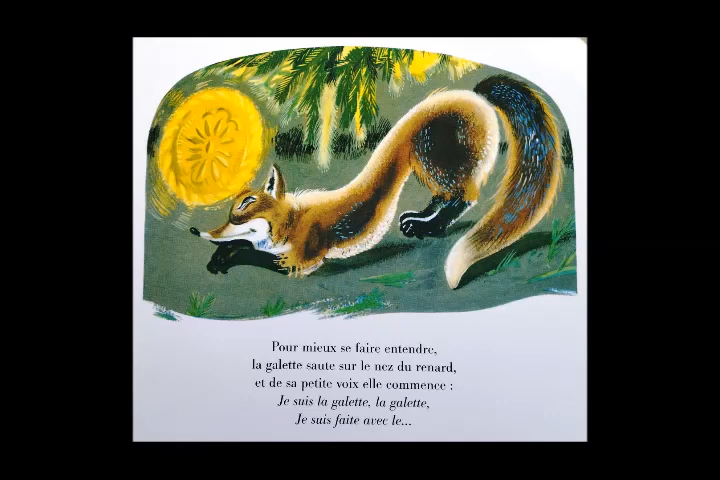 Pour mieux se faire entendre,
la galette saute sur le nez du renard,
et de sa petite voix elle commence :
Je suis la galette, la galette,
Je suis faite avec le...